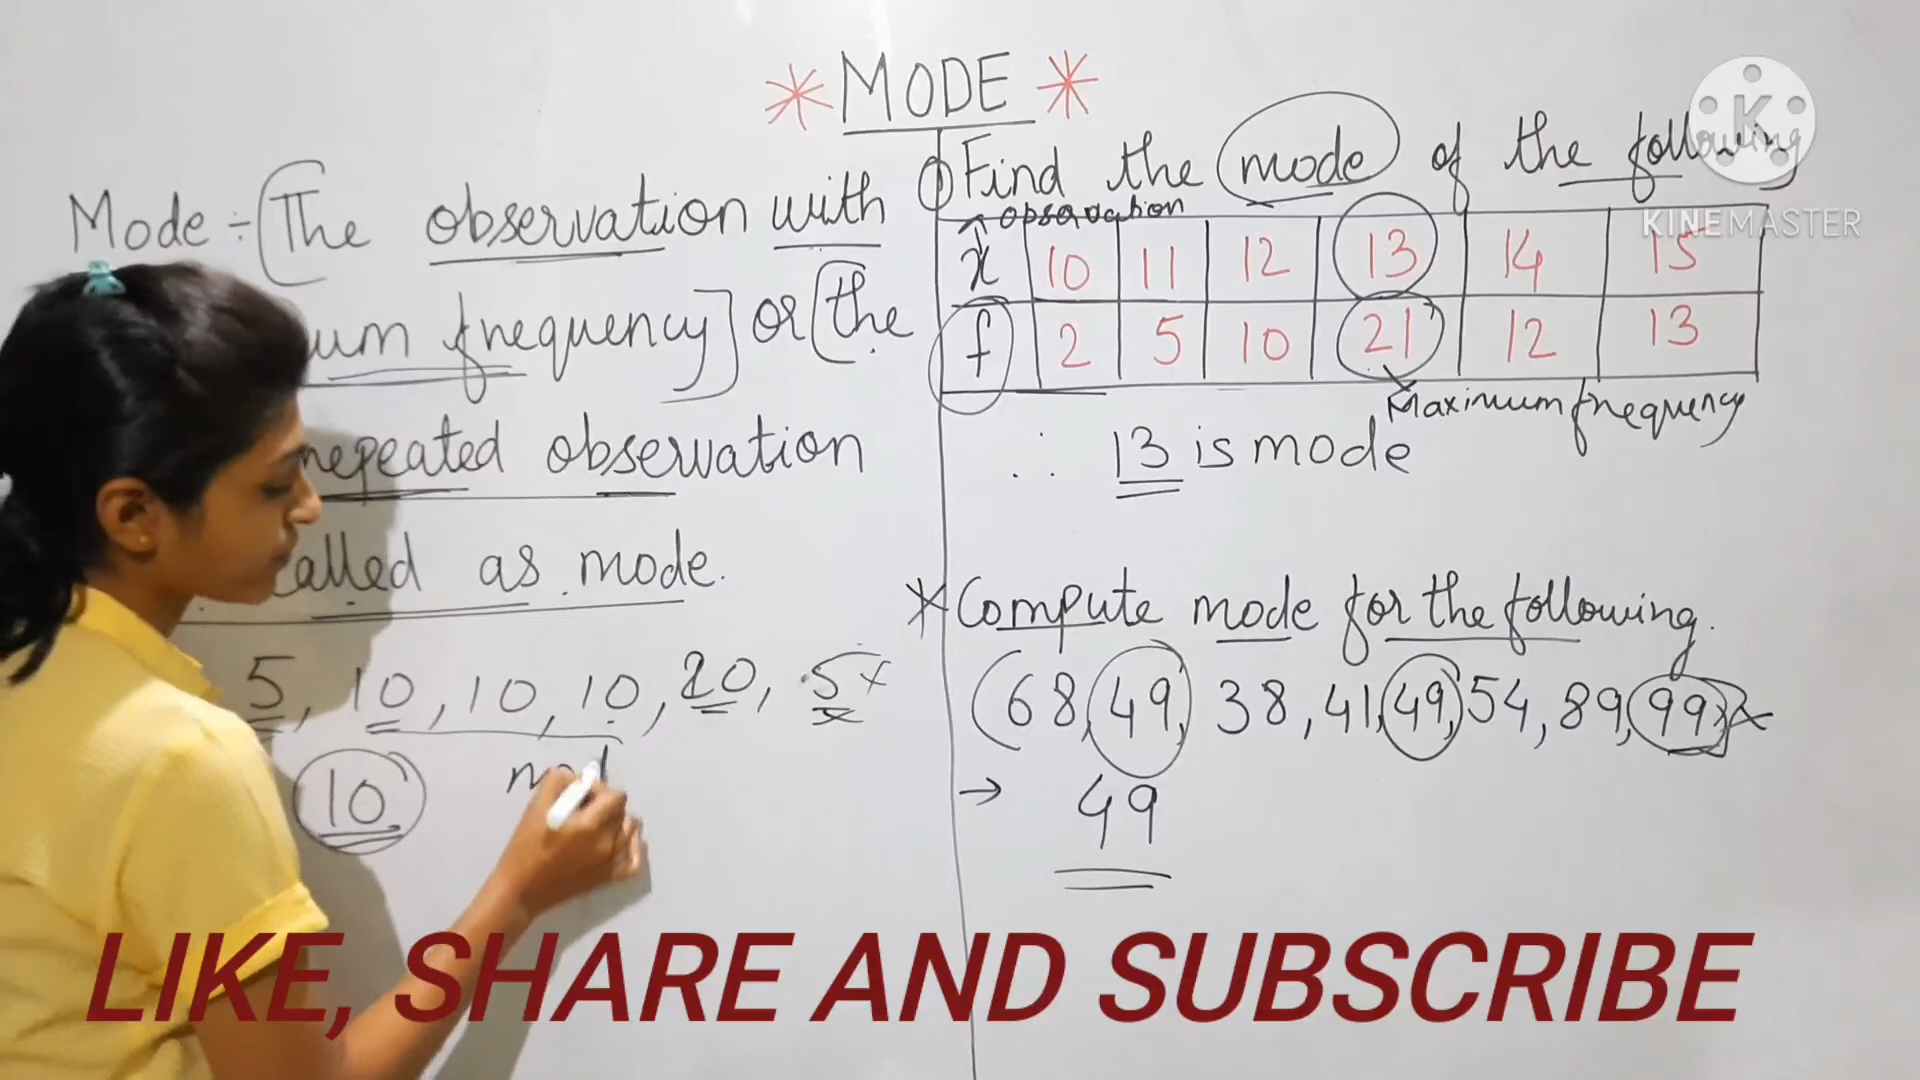 * MODE *
Mode ÷ (The observation with
um frequency] or (the
repeated observation
called as mode.
5, 10, 10, 10, 20, 5x
10 mod
Find the mode of the following
observation
x 10 11 12 13 14 15
f 2 5 10 21 12 13
Maximum frequency
∴ 13 is mode
* Compute mode for the following.
(68, 49, 38, 41, 49, 54, 89, 99
→ 49
K
KINEMASTER
LIKE, SHARE AND SUBSCRIBE